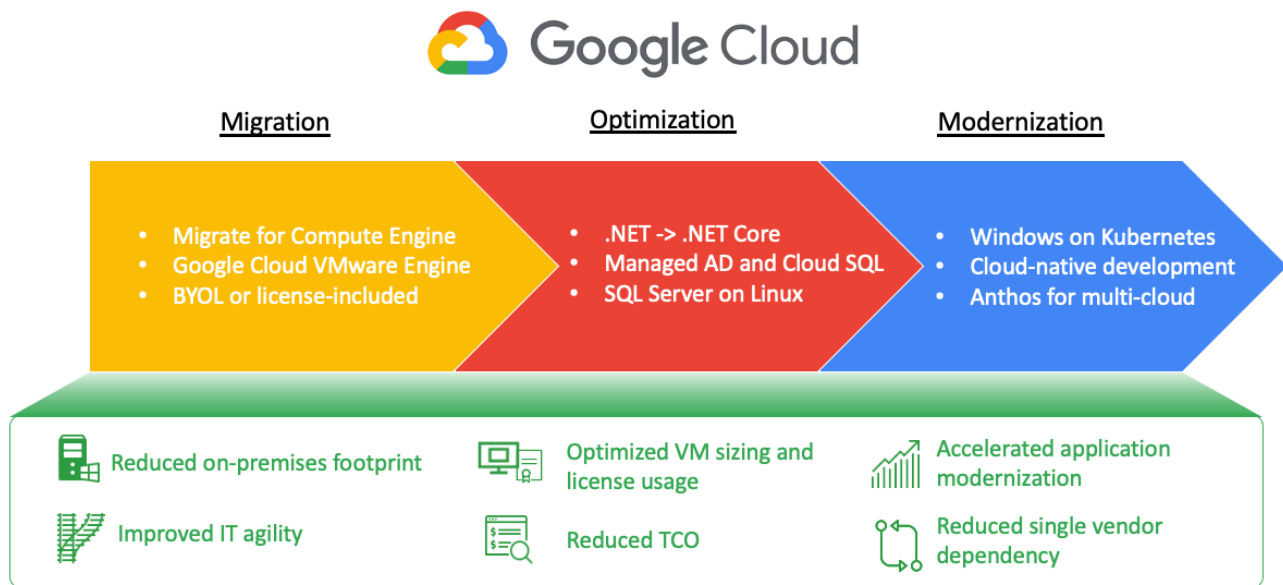 Google Cloud
Migration
Optimization
Modernization
• Migrate for Compute Engine
• Google Cloud VMware Engine
• BYOL or license-included
• .NET -> .NET Core
• Managed AD and Cloud SQL
• SQL Server on Linux
• Windows on Kubernetes
• Cloud-native development
• Anthos for multi-cloud
Reduced on-premises footprint
Optimized VM sizing and
license usage
Accelerated application
modernization
Improved IT agility
$
$
Reduced TCO
Reduced single vendor
dependency